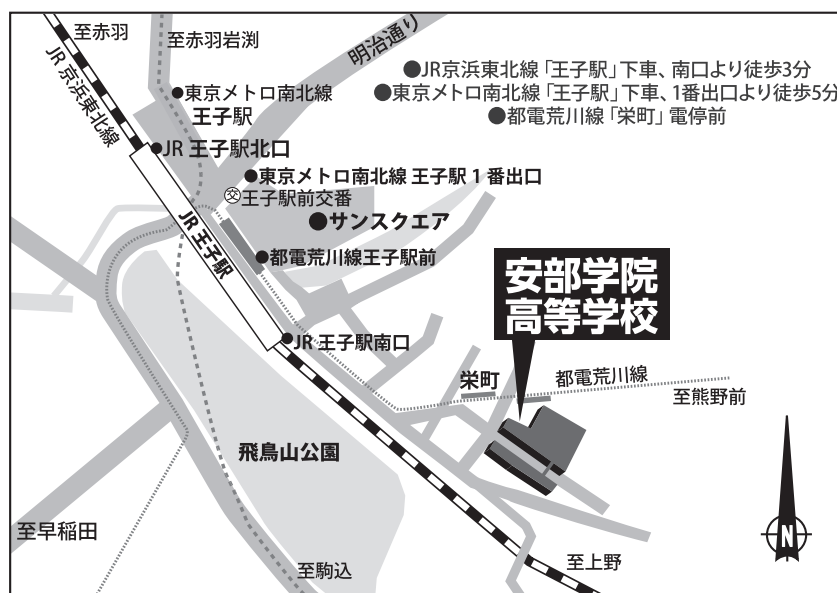 至赤羽
至赤羽岩渕
明治通り
JR 京浜東北線
●JR京浜東北線「王子駅」下車、南口より徒歩3分
●東京メトロ南北線「王子駅」下車、1番出口より徒歩5分
●都電荒川線「栄町」電停前
●東京メトロ南北線
王子駅
●JR 王子駅北口
●東京メトロ南北線 王子駅 1 番出口
交王子駅前交番
●サンスクエア
JR 王子駅
●都電荒川線王子駅前
安部学院
高等学校
●JR 王子駅南口
栄町
都電荒川線
至熊野前
飛鳥山公園
至早稲田
至駒込
至上野
N